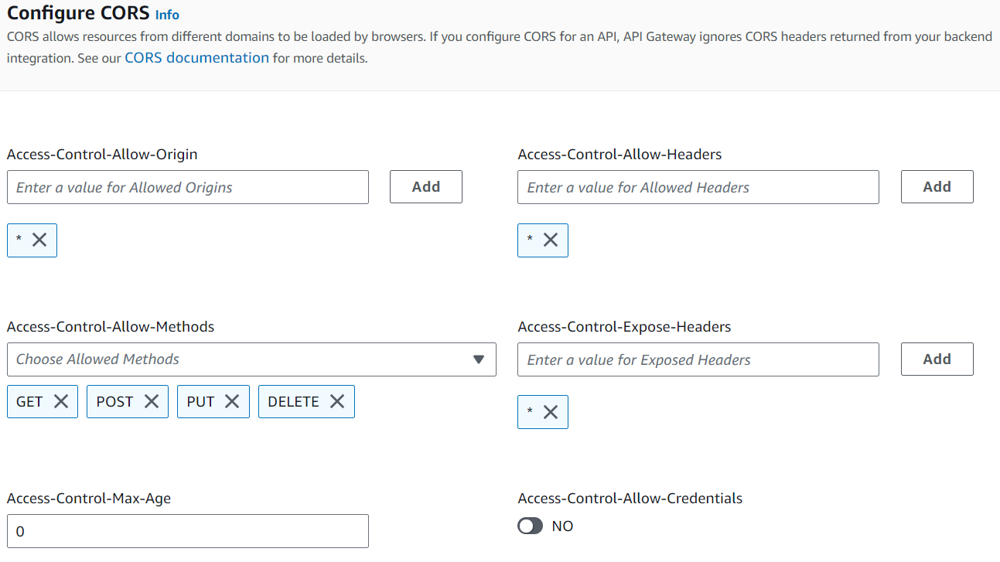 Configure CORS Info
CORS allows resources from different domains to be loaded by browsers. If you configure CORS for an API, API Gateway ignores CORS headers returned from your backend
integration. See our CORS documentation for more details.
Access-Control-Allow-Origin
Enter a value for Allowed Origins
Add
*
Access-Control-Allow-Headers
Enter a value for Allowed Headers
Add
*
Access-Control-Allow-Methods
Choose Allowed Methods
GET POST PUT DELETE
Access-Control-Expose-Headers
Enter a value for Exposed Headers
Add
*
Access-Control-Max-Age
0
Access-Control-Allow-Credentials
NO